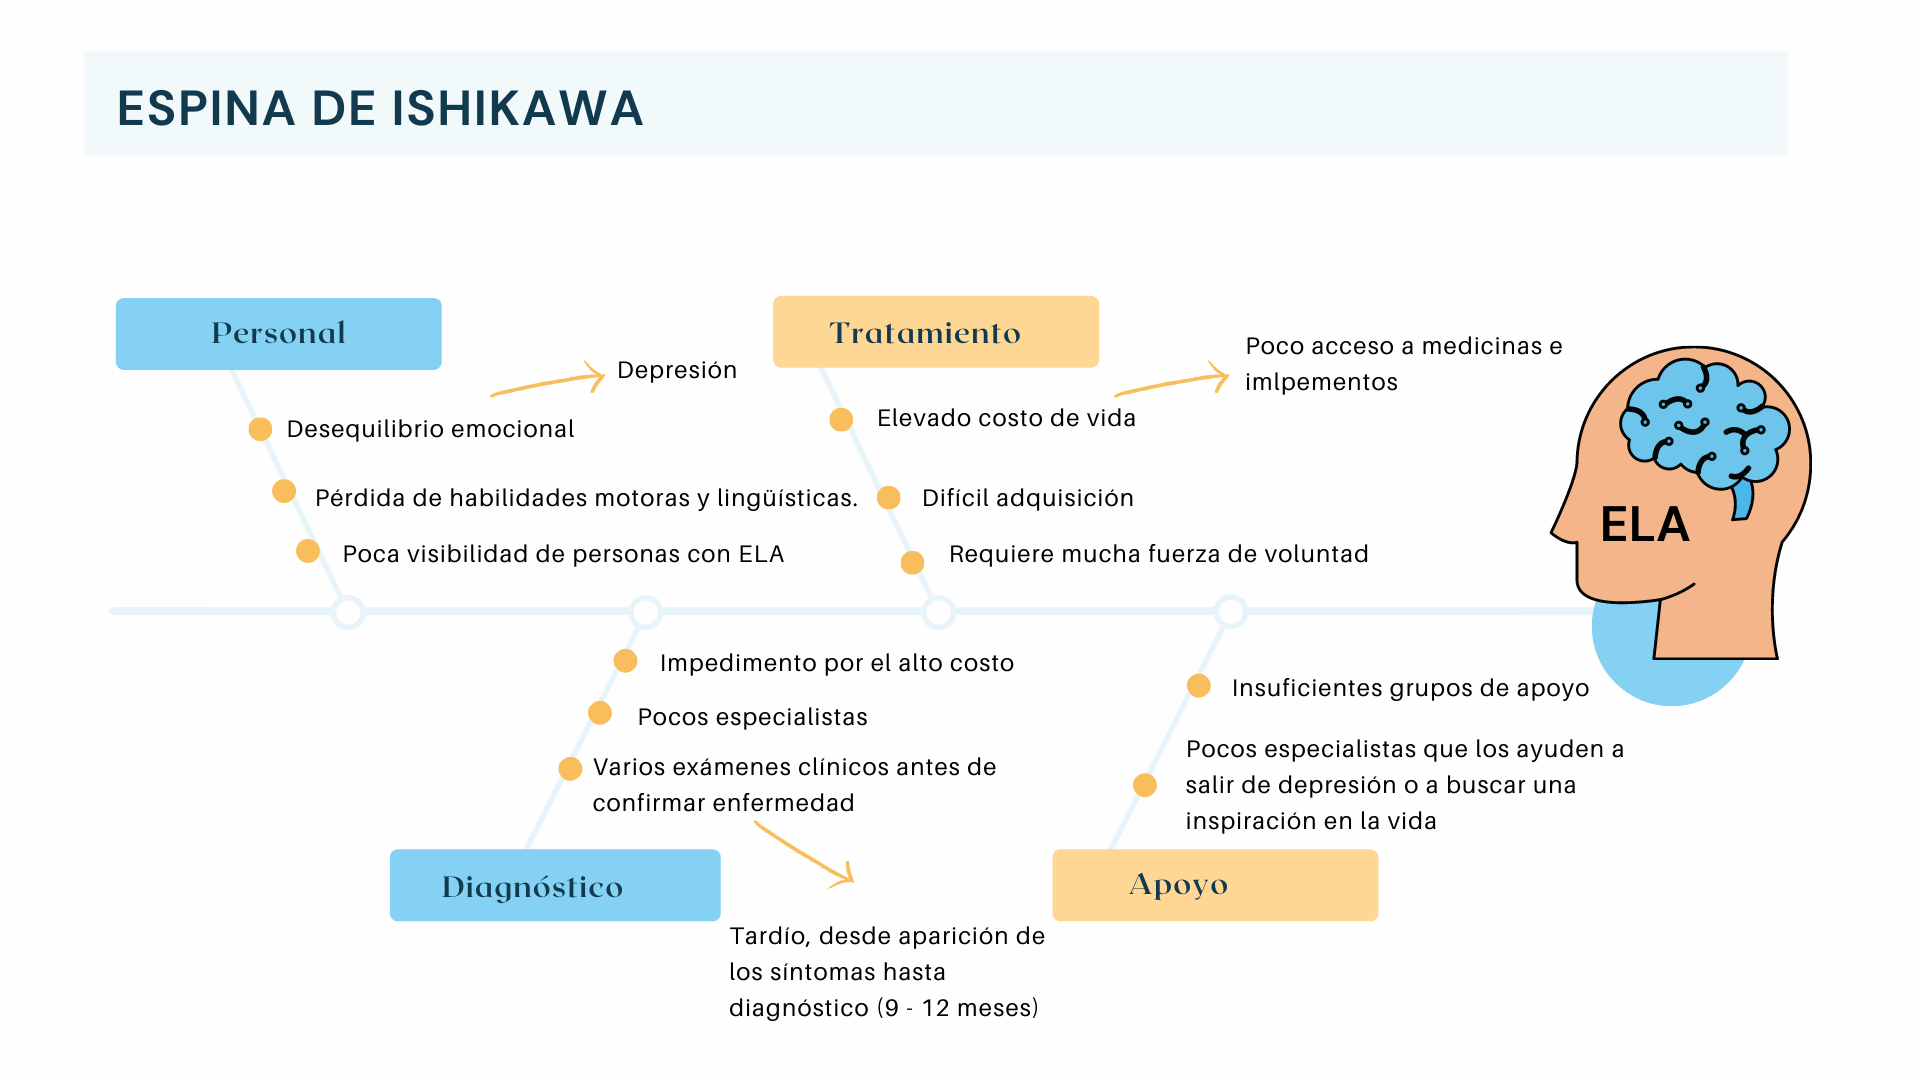 ESPINA DE ISHIKAWA
Personal
Depresión
Desequilibrio emocional
Pérdida de habilidades motoras y lingüísticas.
Poca visibilidad de personas con ELA
Tratamiento
Poco acceso a medicinas e
imlpementos
Elevado costo de vida
Difícil adquisición
Requiere mucha fuerza de voluntad
ELA
Impedimento por el alto costo
Pocos especialistas
Varios exámenes clínicos antes de
confirmar enfermedad
Diagnóstico
Tardío, desde aparición de
los síntomas hasta
diagnóstico (9 - 12 meses)
Insuficientes grupos de apoyo
Pocos especialistas que los ayuden a
salir de depresión o a buscar una
inspiración en la vida
Apoyo